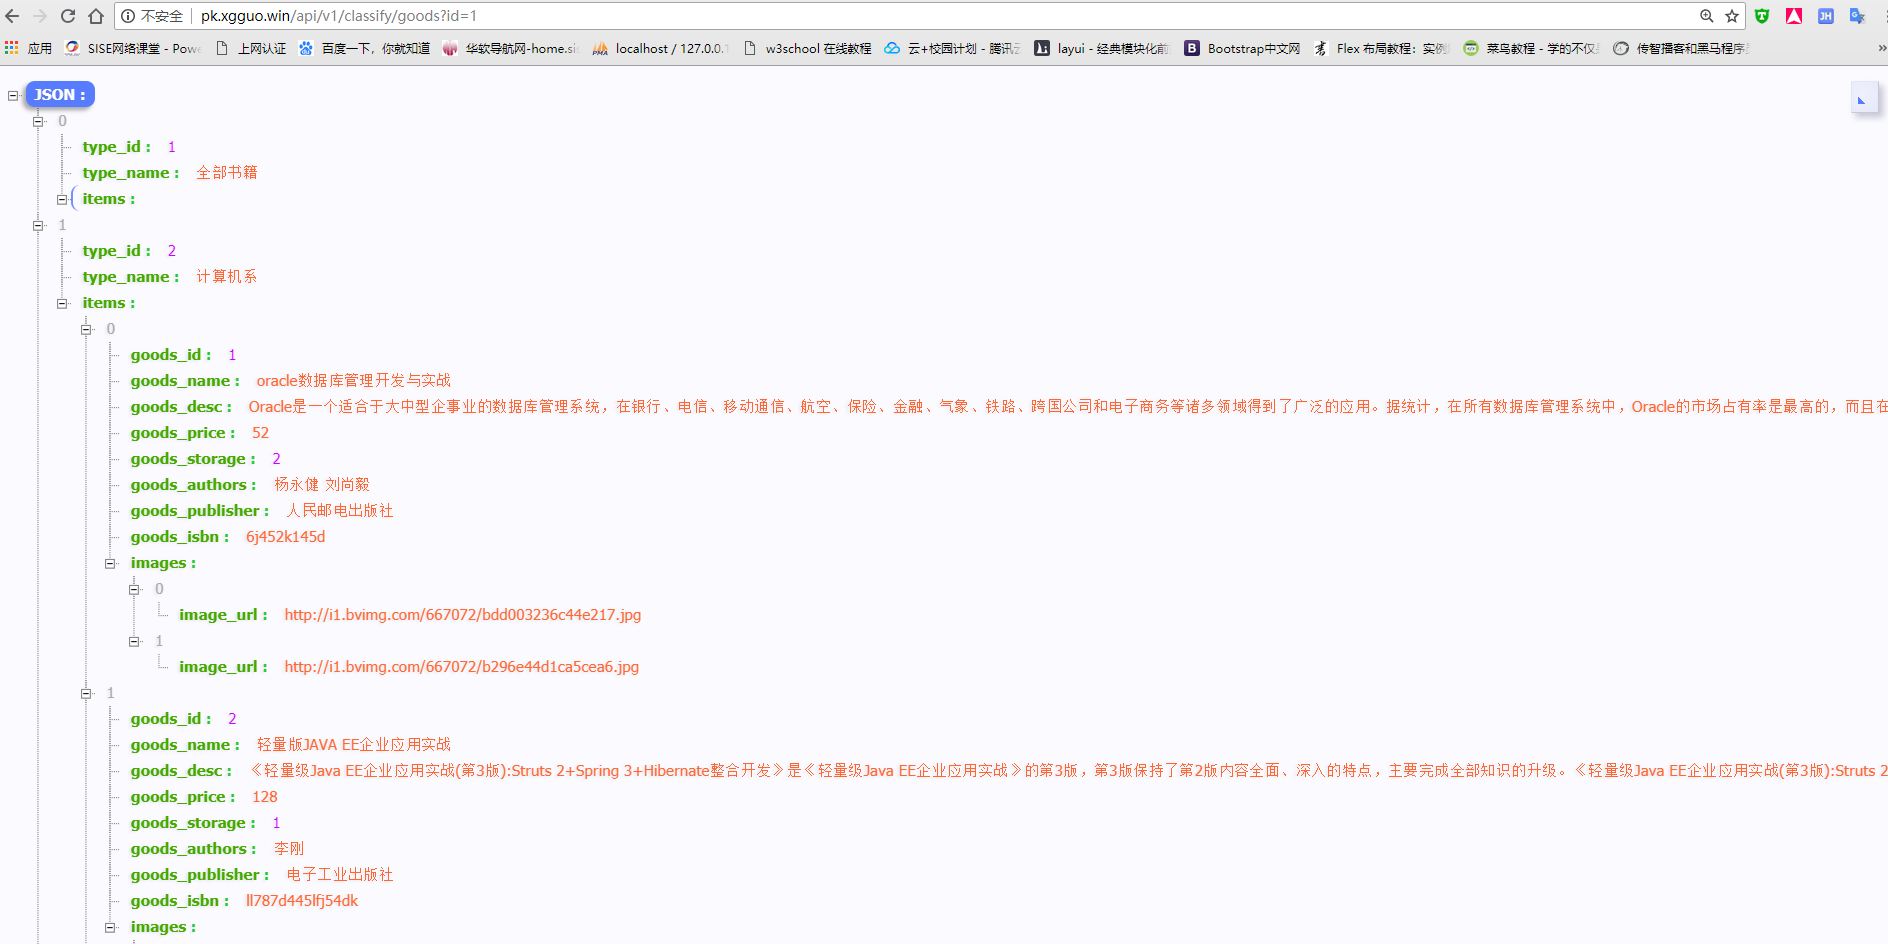 不安全 pk.xgguo.win/api/v1/classify/goods?id=1
应用 SISE网络课堂 - Pow 上网认证 百度一下，你就知道 华软导航网-home.si localhost / 127.0.0. w3school 在线教程 云+校园计划 - 腾讯 layui - 经典模块化前 Bootstrap中文网 Flex 布局教程：实例 菜鸟教程 - 学的不仅 传智播客和黑马程序 »
JSON :
0
type_id : 1
type_name : 全部书籍
items :
1
type_id : 2
type_name : 计算机系
items :
0
goods_id : 1
goods_name : oracle数据库管理开发与实战
goods_desc : Oracle是一个适合于大中型企事业的数据库管理系统，在银行、电信、移动通信、航空、保险、金融、气象、铁路、跨国公司和电子商务等诸多领域得到了广泛的应用。据统计，在所有数据库管理系统中，Oracle的市场占有率是最高的，而且在
goods_price : 52
goods_storage : 2
goods_authors : 杨永健 刘尚毅
goods_publisher : 人民邮电出版社
goods_isbn : 6j452k145d
images :
0
image_url : http://i1.bvimg.com/667072/bdd003236c44e217.jpg
1
image_url : http://i1.bvimg.com/667072/b296e44d1ca5cea6.jpg
1
goods_id : 2
goods_name : 轻量版JAVA EE企业应用实战
goods_desc : 《轻量级Java EE企业应用实战(第3版):Struts 2+Spring 3+Hibernate整合开发》是《轻量级Java EE企业应用实战》的第3版，第3版保持了第2版内容全面、深入的特点，主要完成全部知识的升级。《轻量级Java EE企业应用实战(第3版):Struts 2
goods_price : 128
goods_storage : 1
goods_authors : 李刚
goods_publisher : 电子工业出版社
goods_isbn : ll787d445lfj54dk
images :